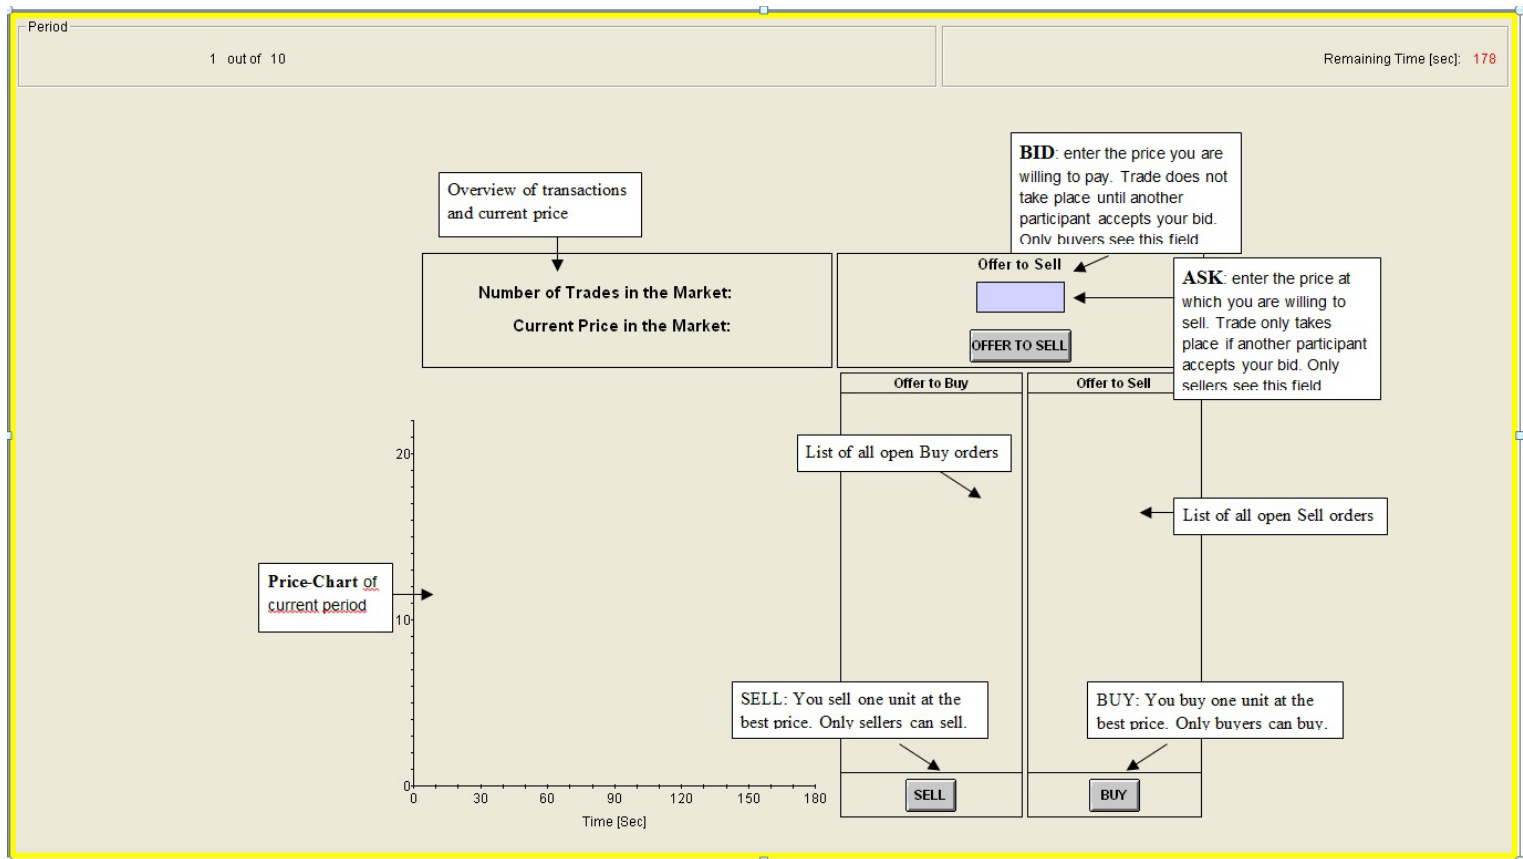 Period
1 out of 10
Remaining Time [sec]: 178
BID: enter the price you are
willing to pay. Trade does not
take place until another
participant accepts your bid.
Only buyers see this field
Overview of transactions
and current price
Number of Trades in the Market:
Current Price in the Market:
Offer to Sell
OFFER TO SELL
ASK: enter the price at
which you are willing to
sell. Trade only takes
place if another participant
accepts your bid. Only
sellers see this field
Offer to Buy
Offer to Sell
List of all open Buy orders
List of all open Sell orders
Price-Chart of
current period
20
10
0
0 30 60 90 120 150 180
Time [Sec]
SELL: You sell one unit at the
best price. Only sellers can sell.
BUY: You buy one unit at the
best price. Only buyers can buy.
SELL
BUY